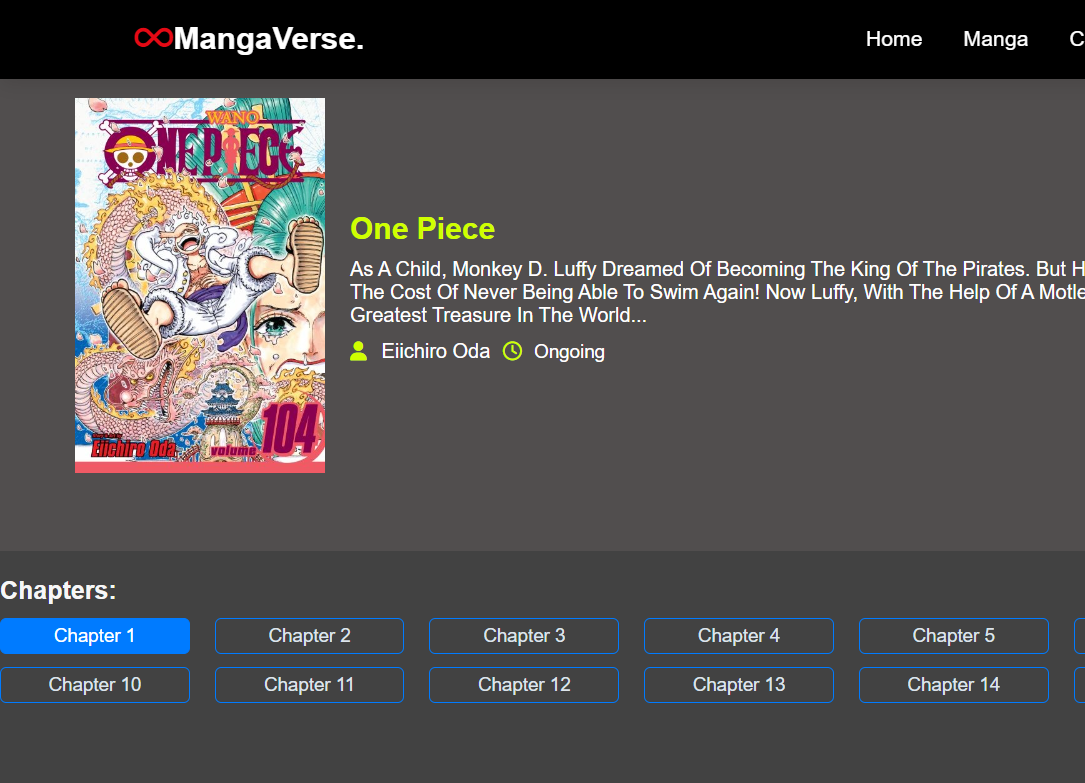 MangaVerse.
Home Manga C
WANO
ONE PIECE
One Piece
As A Child, Monkey D. Luffy Dreamed Of Becoming The King Of The Pirates. But H
The Cost Of Never Being Able To Swim Again! Now Luffy, With The Help Of A Motle
Greatest Treasure In The World...
Eiichiro Oda Ongoing
Eiichiro Oda volume 104
Chapters:
Chapter 1 Chapter 2 Chapter 3 Chapter 4 Chapter 5
Chapter 10 Chapter 11 Chapter 12 Chapter 13 Chapter 14